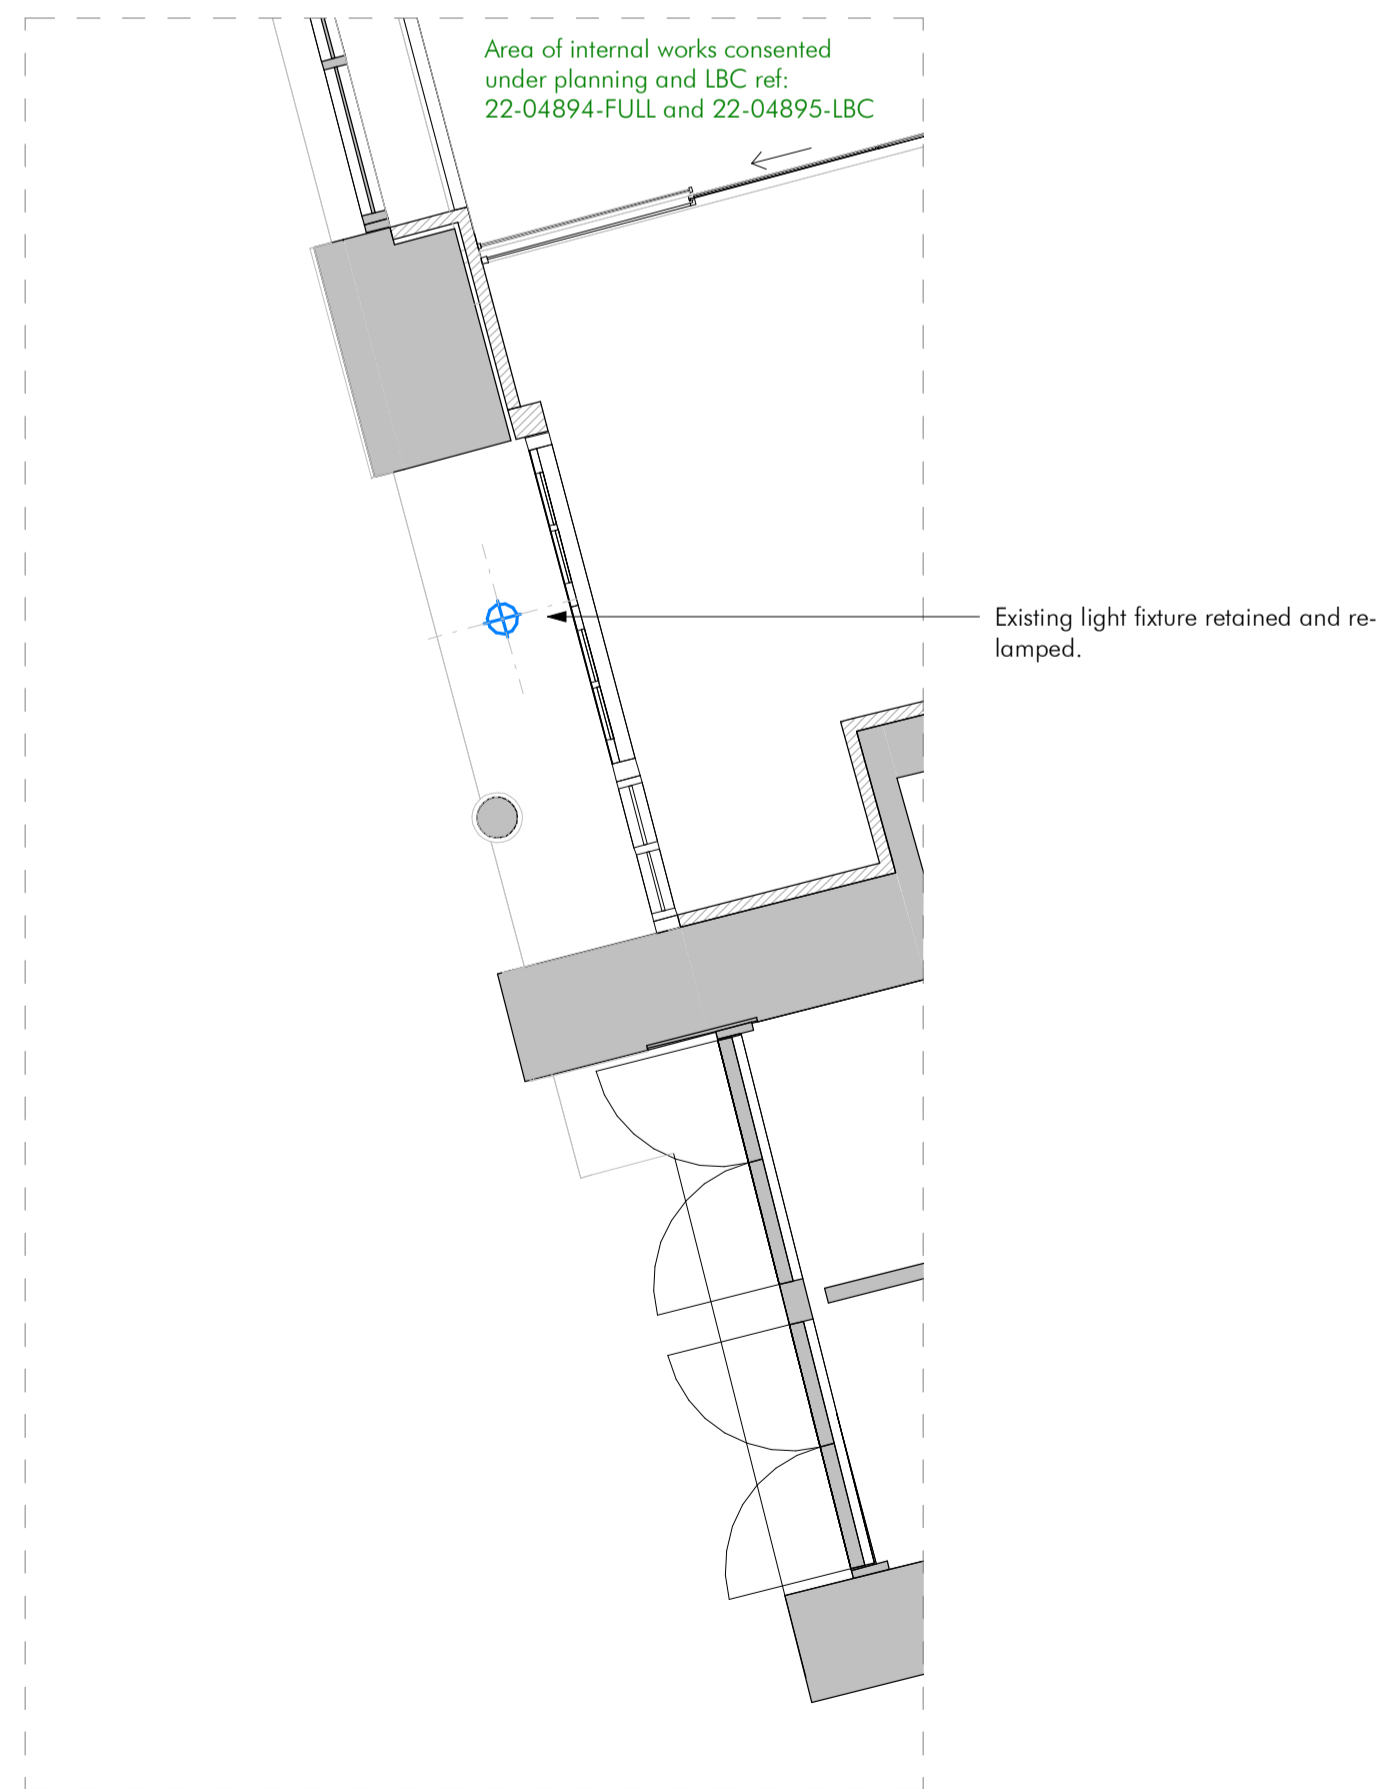 Area of internal works consented
under planning and LBC ref:
22-04894-FULL and 22-04895-LBC
Existing light fixture retained and re-
lamped.